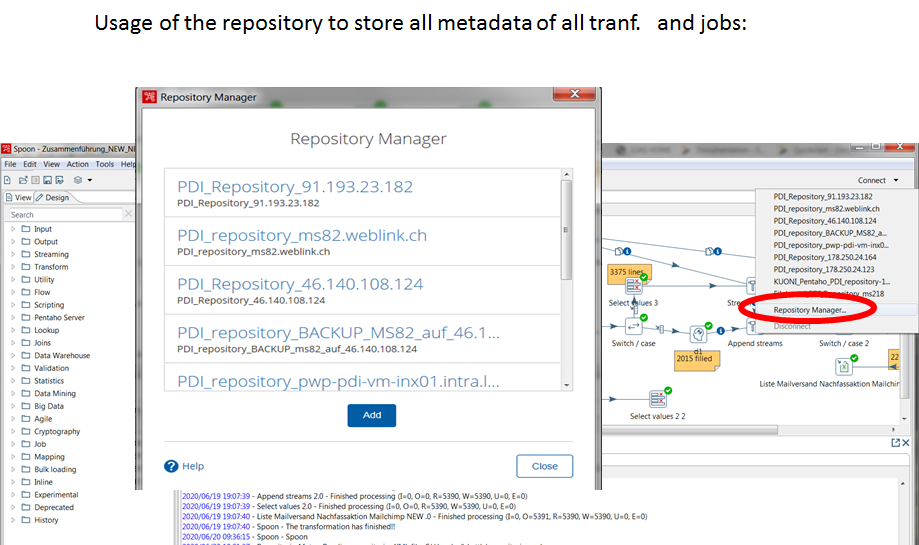 Usage of the repository to store all metadata of all tranf. and jobs:
Repository Manager
Repository Manager
PDI_Repository_91.193.23.182
PDI_Repository_91.193.23.182
PDI_repository_ms82.weblink.ch
PDI_repository_ms82.weblink.ch
PDI_Repository_46.140.108.124
PDI_Repository_46.140.108.124
PDI_repository_BACKUP_MS82_auf_46.1...
PDI_repository_BACKUP_ms82_auf_46.140.108.124
PDI_repository_pwp-pdi-vm-inx01.intra.l...
Add
Help
Close
Spoon - Zusammenführung_NEW_N
File Edit View Action Tools Help
View Design
Search
Input
Output
Streaming
Transform
Utility
Flow
Scripting
Pentaho Server
Lookup
Joins
Data Warehouse
Validation
Statistics
Data Mining
Big Data
Agile
Cryptography
Job
Mapping
Bulk loading
Inline
Experimental
Deprecated
History
Connect
PDI_Repository_91.193.23.182
PDI_repository_ms82.weblink.ch
PDI_Repository_46.140.108.124
PDI_repository_BACKUP_MS82_a...
PDI_repository_pwp-pdi-vm-inx0...
PDI_Repository_178.250.24.164
PDI_Repository_178.250.24.123
KUONI_Pentaho_PDI_repository-1...
Repository_ms218
Repository Manager...
Disconnect
3375 lines
Select values 3
Stre
Switch / case
d1
2015 filled
Append streams
Switch / case 2
22
Liste Mailversand Nachfassaktion Mailchir
Select values 2 2
2020/06/19 19:07:39 - Append streams 2.0 - Finished processing (I=0, O=0, R=5390, W=5390, U=0, E=0)
2020/06/19 19:07:39 - Select values 2.0 - Finished processing (I=0, O=0, R=5390, W=5390, U=0, E=0)
2020/06/19 19:07:40 - Liste Mailversand Nachfassaktion Mailchimp NEW .0 - Finished processing (I=0, O=5391, R=5390, W=5390, U=0, E=0)
2020/06/19 19:07:40 - Spoon - The transformation has finished!!
2020/06/20 09:36:15 - Spoon - Spoon